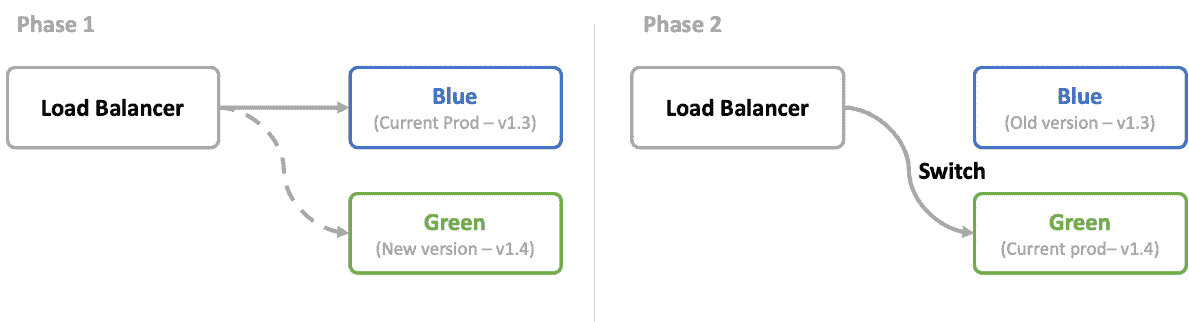 Phase 1
Load Balancer
Blue
(Current Prod – v1.3)
Green
(New version – v1.4)
Phase 2
Load Balancer
Blue
(Old version – v1.3)
Switch
Green
(Current prod– v1.4)